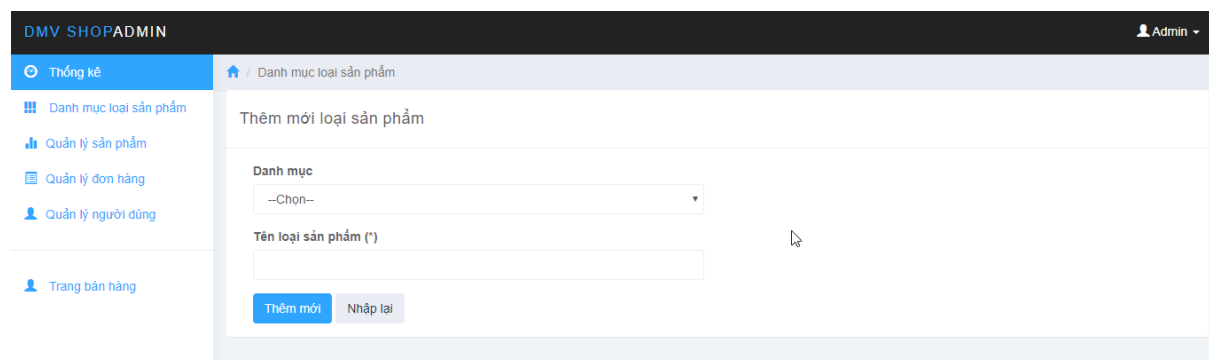 DMV SHOPADMIN
Admin
Thống kê
/ Danh mục loại sản phẩm
Danh mục loại sản phẩm
Quản lý sản phẩm
Quản lý đơn hàng
Quản lý người dùng
Trang bán hàng
Thêm mới loại sản phẩm
Danh mục
--Chọn--
Tên loại sản phẩm (*)
Thêm mới Nhập lại